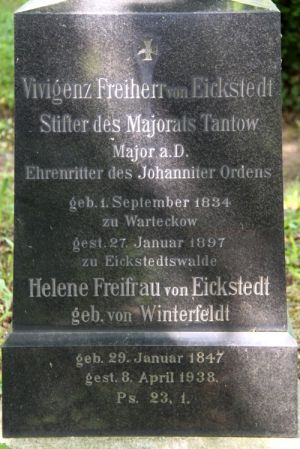 Vivigenz Freiherr von Eickstedt
Stifter des Majorats Tantow
Major a.D.
Ehrenritter des Johanniter Ordens
geb. 1. September 1834
zu Warteckow
gest. 27. Januar 1897
zu Eickstedtswalde
Helene Freifrau von Eickstedt
geb. von Winterfeldt
geb. 29. Januar 1847
gest. 8. April 1938.
Ps. 23, 1.